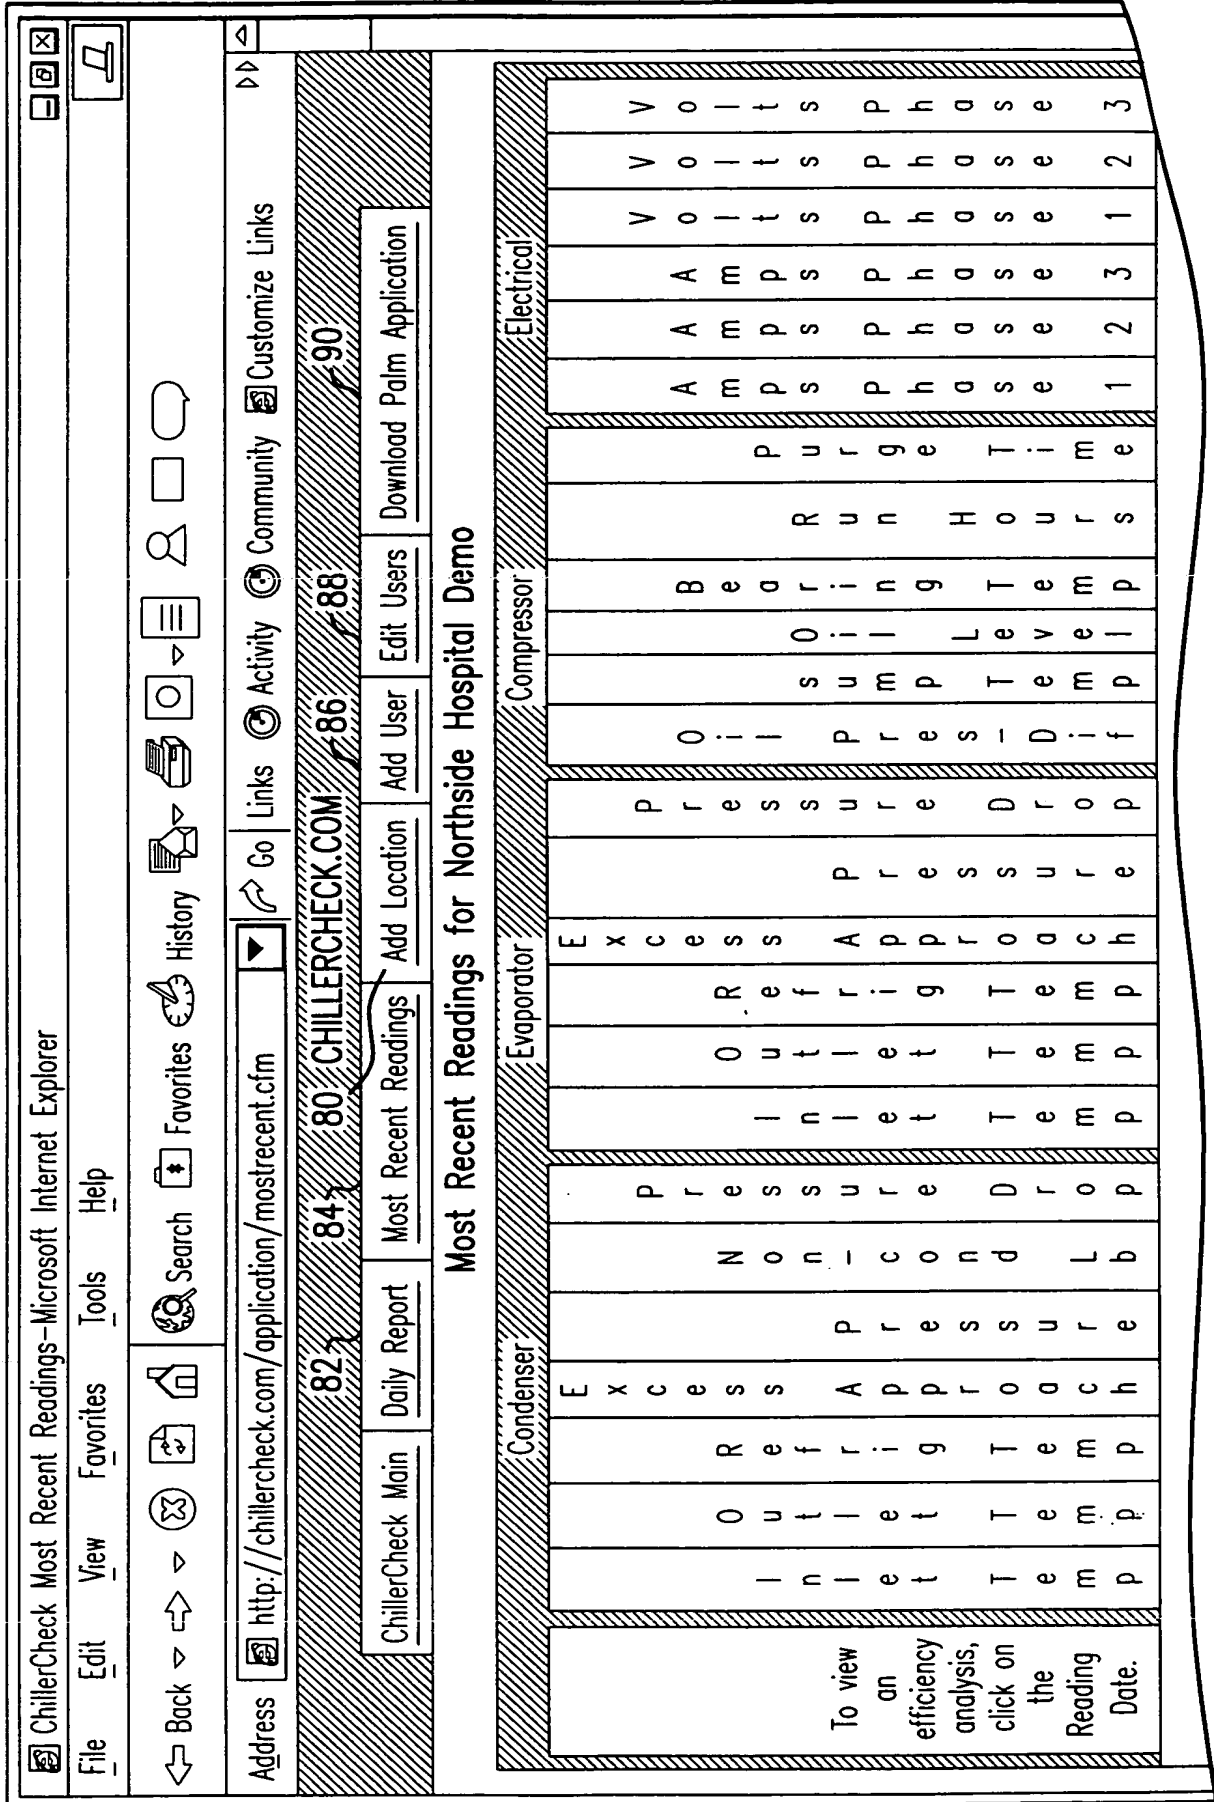 ChillerCheck Most Recent Readings-Microsoft Internet Explorer
File Edit View Favorites Tools Help
Back Search Favorites History
Address http://chillercheck.com/application/mostrecent.cfm Go Links Activity Community Customize Links
82 84 80 CHILLERCHECK.COM 86 88 90
ChillerCheck Main Daily Report Most Recent Readings Add Location Add User Edit Users Download Palm Application
Most Recent Readings for Northside Hospital Demo
Condenser Evaporator Compressor Electrical
To view
an
efficiency
analysis,
click on
the
Reading
Date.
Inlet Temp
Outlet Temp
Refrig Temp
Excess Approach
Pressure
Non-cond Lb
Pressure Drop
Inlet Temp
Outlet Temp
Refrig Temp
Excess Approach
Pressure
Pressure Drop
Oil Pres-Dif
sump Temp
Oil Level
Bearing Temp
Run Hours
Purge Time
Amps Phase 1
Amps Phase 2
Amps Phase 3
Volts Phase 1
Volts Phase 2
Volts Phase 3